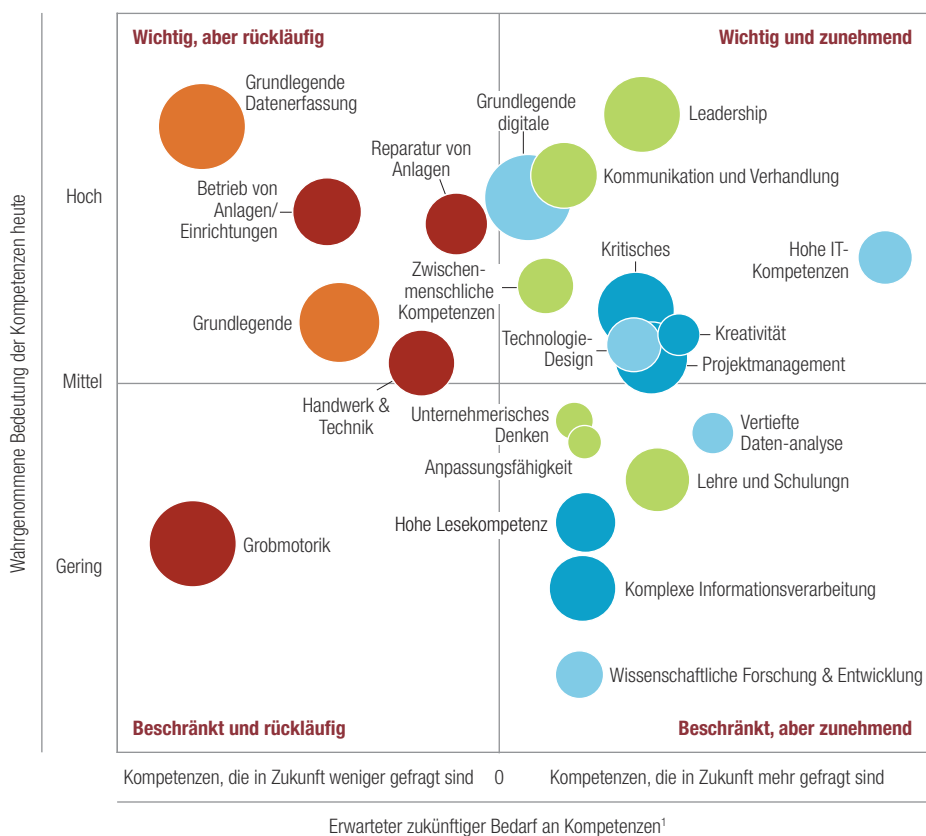 Wichtig, aber rückläufig
Wichtig und zunehmend
Grundlegende
Datenerfassung
Grundlegende
digitale
Leadership
Reparatur von
Anlagen
Kommunikation und Verhandlung
Betrieb von
Anlagen/
Einrichtungen
Hoch
Kritisches
Hohe IT-
Kompetenzen
Zwischen-
menschliche
Kompetenzen
Grundlegende
Technologie-
Design
Kreativität
Projektmanagement
Mittel
Handwerk &
Technik
Unternehmerisches
Denken
Anpassungsfähigkeit
Vertiefte
Daten-analyse
Lehre und Schulungn
Hohe Lesekompetenz
Grobmotorik
Gering
Komplexe Informationsverarbeitung
Wissenschaftliche Forschung & Entwicklung
Beschränkt und rückläufig
Beschränkt, aber zunehmend
Wahrgenommene Bedeutung der Kompetenzen heute
Kompetenzen, die in Zukunft weniger gefragt sind
0
Kompetenzen, die in Zukunft mehr gefragt sind
Erwarteter zukünftiger Bedarf an Kompetenzen¹